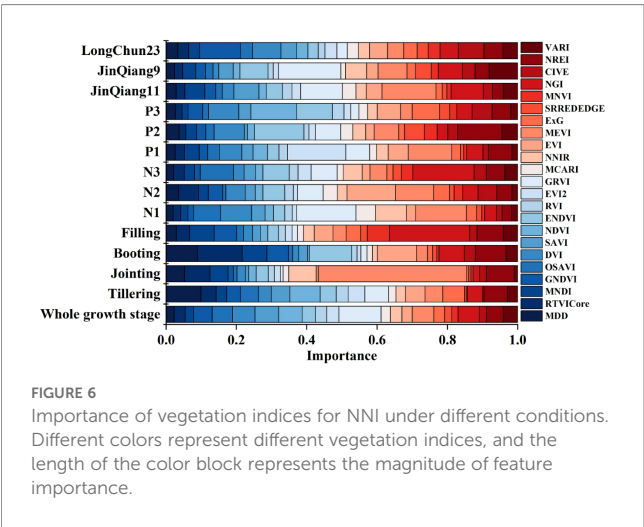 LongChun23
JinQiang9
JinQiang11
P3
P2
P1
N3
N2
N1
Filling
Booting
Jointing
Tillering
Whole growth stage
0.0 0.2 0.4 0.6 0.8 1.0
Importance
VARI
NREI
CIVE
NGI
MNVI
SRREDEDGE
ExG
MEVI
EVI
NNIR
MCARI
GRVI
EVI2
RVI
ENDVI
NDVI
SAVI
DVI
OSAVI
GNDVI
MNDI
RTVICore
MDD
FIGURE 6
Importance of vegetation indices for NNI under different conditions.
Different colors represent different vegetation indices, and the
length of the color block represents the magnitude of feature
importance.